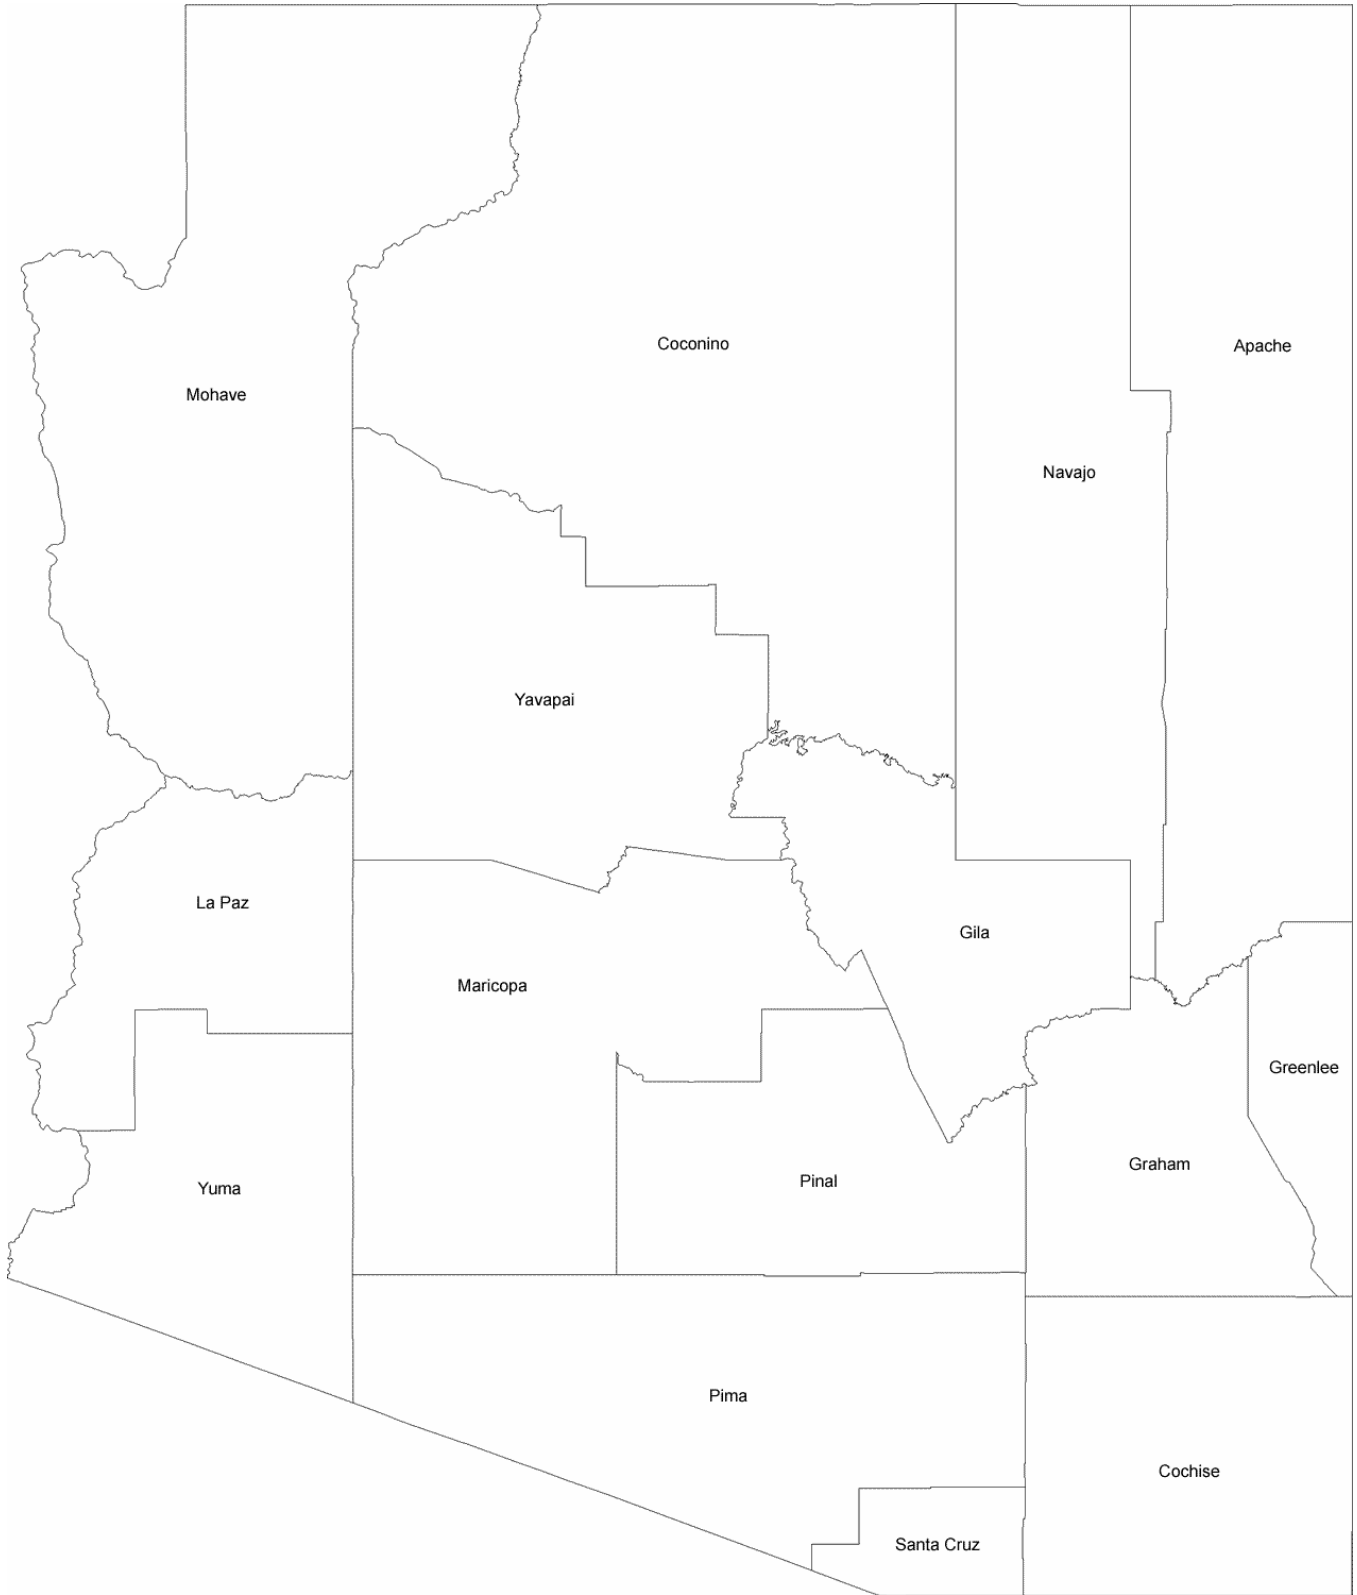 Coconino
Apache
Mohave
Navajo
Yavapai
La Paz
Gila
Maricopa
Greenlee
Graham
Pinal
Yuma
Pima
Cochise
Santa Cruz